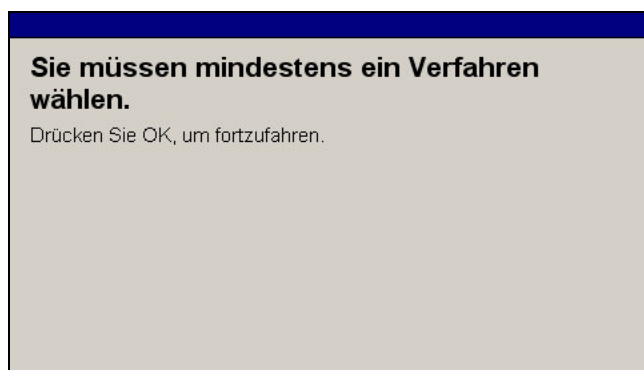 Sie müssen mindestens ein Verfahren
wählen.
Drücken Sie OK, um fortzufahren.